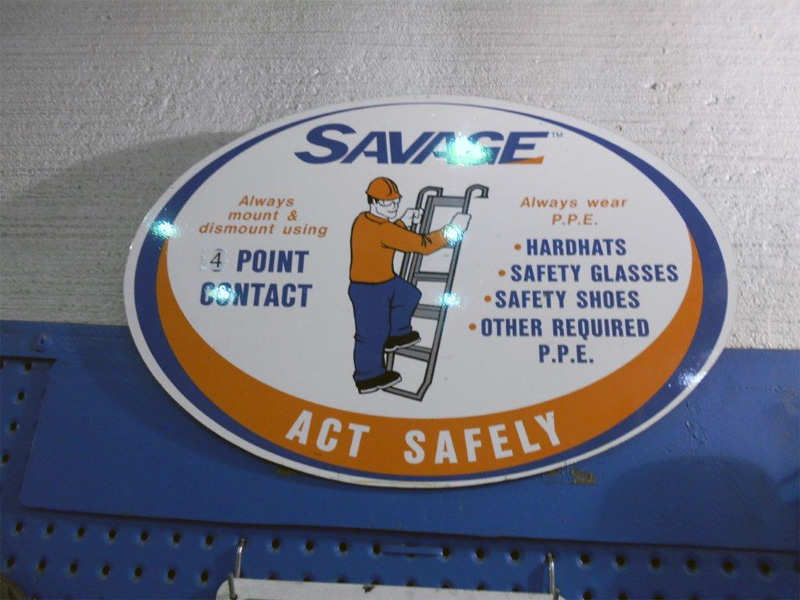 SAVAGE™
Always
mount &
dismount using
4 POINT
CONTACT
Always wear
P.P.E.
• HARDHATS
• SAFETY GLASSES
• SAFETY SHOES
• OTHER REQUIRED
P.P.E.
ACT SAFELY